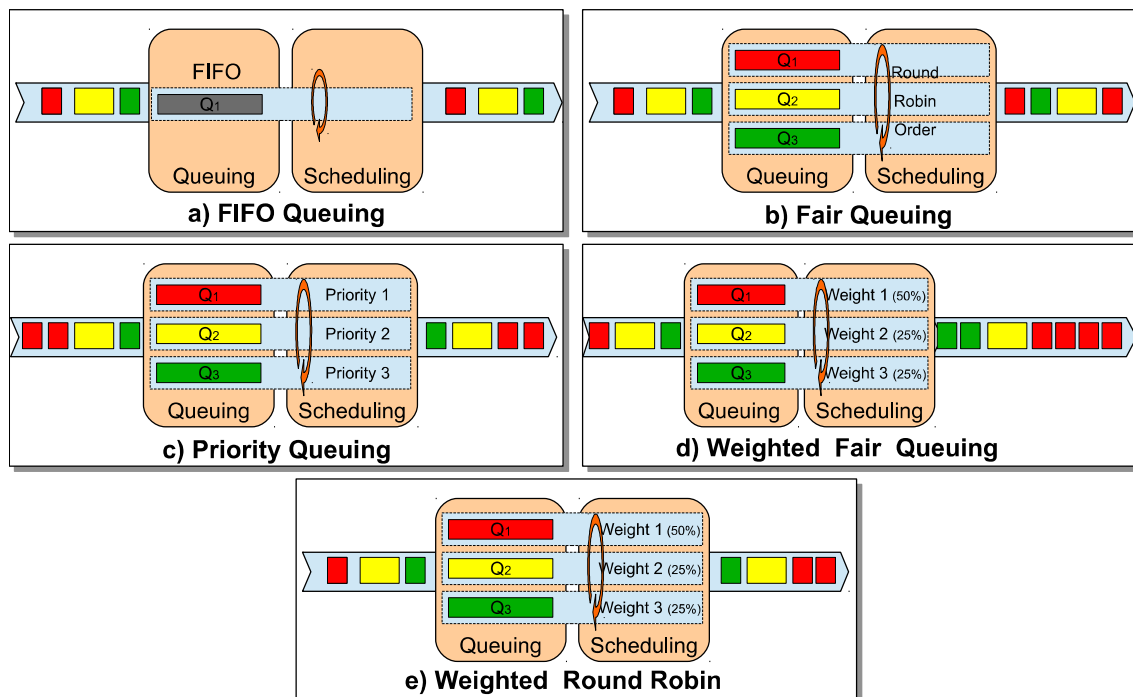 FIFO
Q1
Queuing
Scheduling
a) FIFO Queuing
Q1
Round
Q2
Robin
Q3
Order
Queuing
Scheduling
b) Fair Queuing
Q1
Priority 1
Q2
Priority 2
Q3
Priority 3
Queuing
Scheduling
c) Priority Queuing
Q1
Weight 1 (50%)
Q2
Weight 2 (25%)
Q3
Weight 3 (25%)
Queuing
Scheduling
d) Weighted Fair Queuing
Q1
Weight 1 (50%)
Q2
Weight 2 (25%)
Q3
Weight 3 (25%)
Queuing
Scheduling
e) Weighted Round Robin